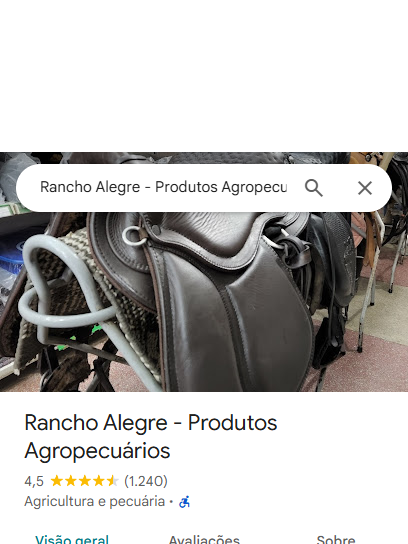 Rancho Alegre - Produtos Agropecu
Rancho Alegre - Produtos
Agropecuários
4,5 (1.240)
Agricultura e pecuária ·
Visão geral Avaliações Sobre